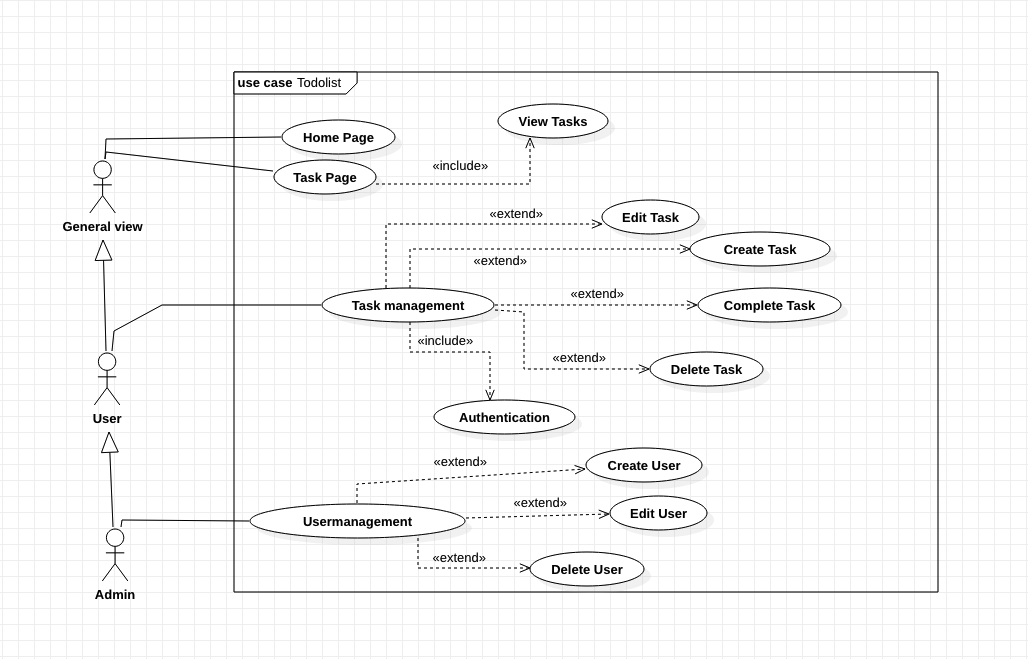 use case Todolist
View Tasks
Home Page
«include»
Task Page
General view
«extend»
Edit Task
Create Task
«extend»
«extend»
Task management
Complete Task
«include»
«extend»
Delete Task
User
Authentication
«extend»
Create User
«extend»
Edit User
Usermanagement
«extend»
Delete User
Admin